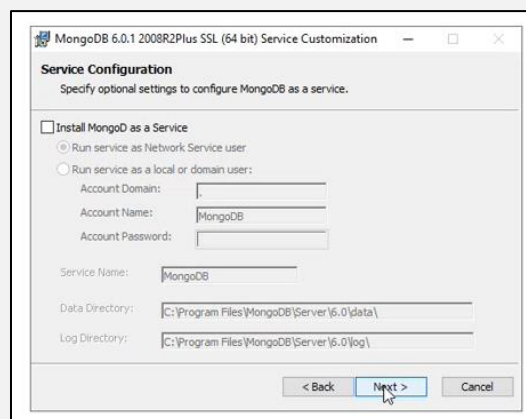 MongoDB 6.0.1 2008R2Plus SSL (64 bit) Service Customization
Service Configuration
Specify optional settings to configure MongoDB as a service.
Install MongoD as a Service
Run service as Network Service user
Run service as a local or domain user:
Account Domain: .
Account Name: MongoDB
Account Password:
Service Name: MongoDB
Data Directory: C:\Program Files\MongoDB\Server\6.0\data\
Log Directory: C:\Program Files\MongoDB\Server\6.0\log\
< Back Next > Cancel